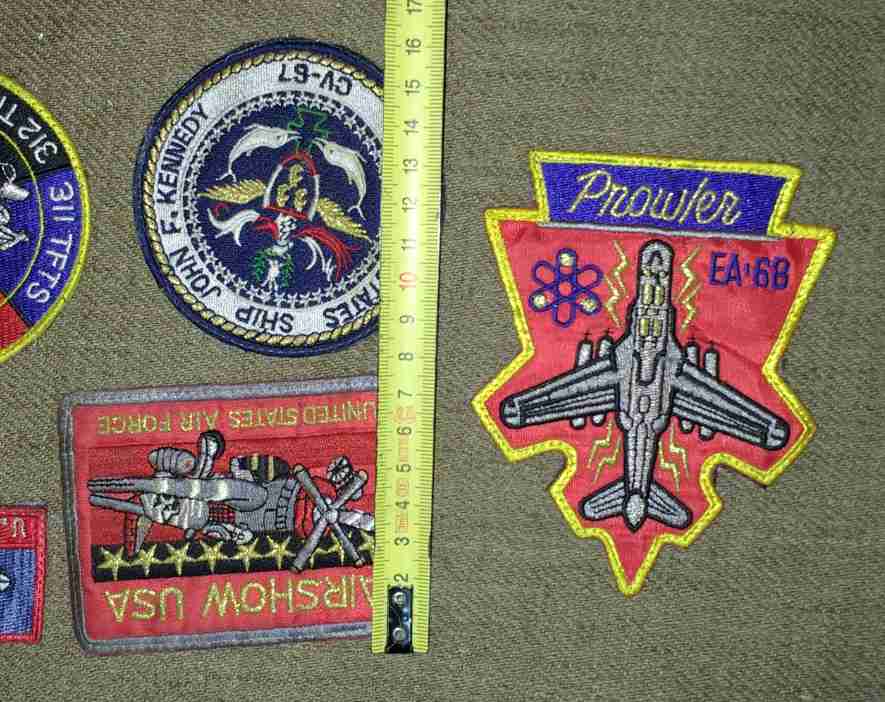 312 T
311 TFTS
JOHN F. KENNEDY
CV-67
TATES SHIP
UNITED STATES AIR FORCE
AIRSHOW USA
U.
17
16
15
14
13
12
11
10
9
8
7
6
5
4
3
2
Prowler
EA-6B